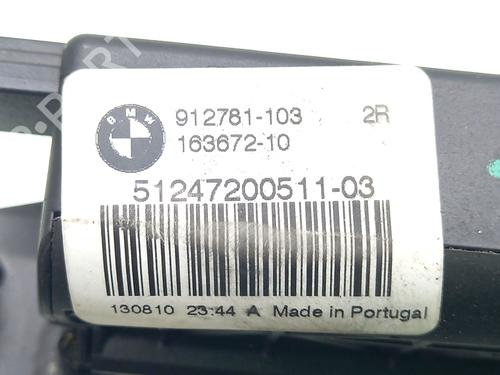 BMW
912781-103 2R
163672-10
51247200511-03
130810 23:44 A Made in Portugal